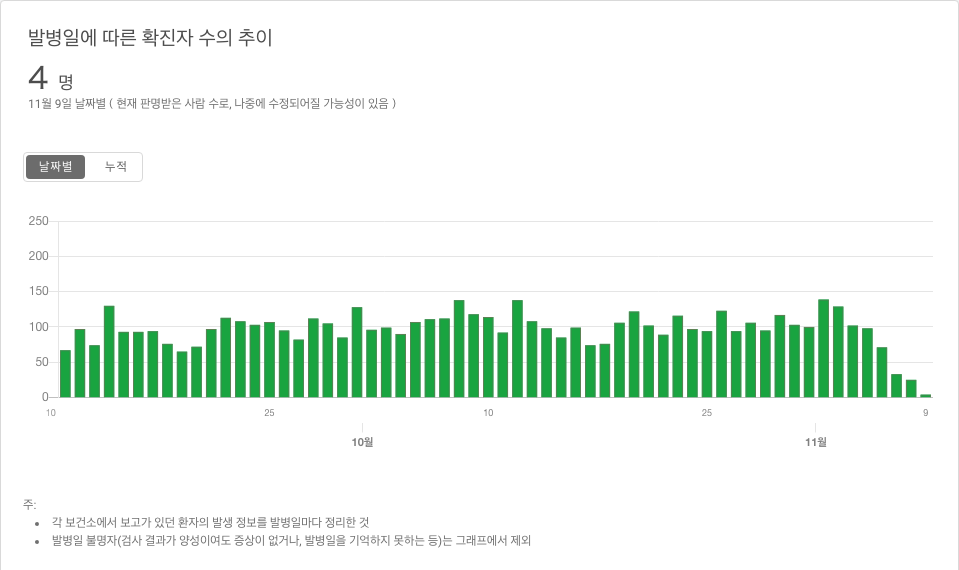 발병일에 따른 확진자 수의 추이
4 명
11월 9일 날짜별 ( 현재 판명받은 사람 수로, 나중에 수정되어질 가능성이 있음 )
날짜별 누적
250
200
150
100
50
0
10 25 10 25 9
10월 11월
주:
• 각 보건소에서 보고가 있던 환자의 발생 정보를 발병일마다 정리한 것
• 발병일 불명자(검사 결과가 양성이여도 증상이 없거나, 발병일을 기억하지 못하는 등)는 그래프에서 제외